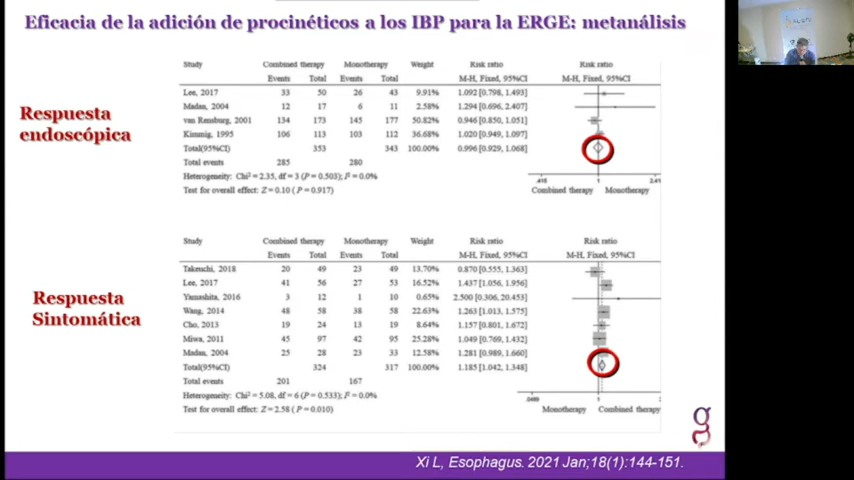 Eficacia de la adición de procinéticos a los IBP para la ERGE: metanálisis
Respuesta
endoscópica
Study Combined therapy Monotherapy Weight Risk ratio Risk ratio
Events Total Events Total M-H, Fixed, 95%CI M-H, Fixed, 95%CI
Lee, 2017 33 50 26 43 9.91% 1.092 [0.798, 1.493]
Madan, 2004 12 17 6 11 2.58% 1.294 [0.696, 2.407]
van Rensburg, 2001 134 173 145 177 50.82% 0.946 [0.850, 1.051]
Kimmig, 1995 106 113 103 112 36.68% 1.020 [0.949, 1.097]
Total(95%CI) 353 343 100.00% 0.996 [0.929, 1.068]
Total events 285 280
Heterogeneity: Chi² = 2.35, df = 3 (P = 0.503); I² = 0.0%
Test for overall effect: Z = 0.10 (P = 0.917)
.415 1 2.41
Combined therapy Monotherapy
Respuesta
Sintomática
Study Combined therapy Monotherapy Weight Risk ratio Risk ratio
Events Total Events Total M-H, Fixed, 95%CI M-H, Fixed, 95%CI
Takeuchi, 2018 20 49 23 49 13.70% 0.870 [0.555, 1.363]
Lee, 2017 41 56 27 53 16.52% 1.437 [1.056, 1.956]
Yamashita, 2016 3 12 1 10 0.65% 2.500 [0.306, 20.453]
Wang, 2014 48 58 38 58 22.63% 1.263 [1.013, 1.575]
Cho, 2013 19 24 13 19 8.64% 1.157 [0.801, 1.672]
Miwa, 2011 45 97 42 95 25.28% 1.049 [0.769, 1.432]
Madan, 2004 25 28 23 33 12.58% 1.281 [0.989, 1.660]
Total(95%CI) 324 317 100.00% 1.185 [1.042, 1.348]
Total events 201 167
Heterogeneity: Chi² = 5.08, df = 6 (P = 0.533); I² = 0.0%
Test for overall effect: Z = 2.58 (P = 0.010)
.0489 1
Monotherapy Combined therapy
Xi L, Esophagus. 2021 Jan;18(1):144-151.